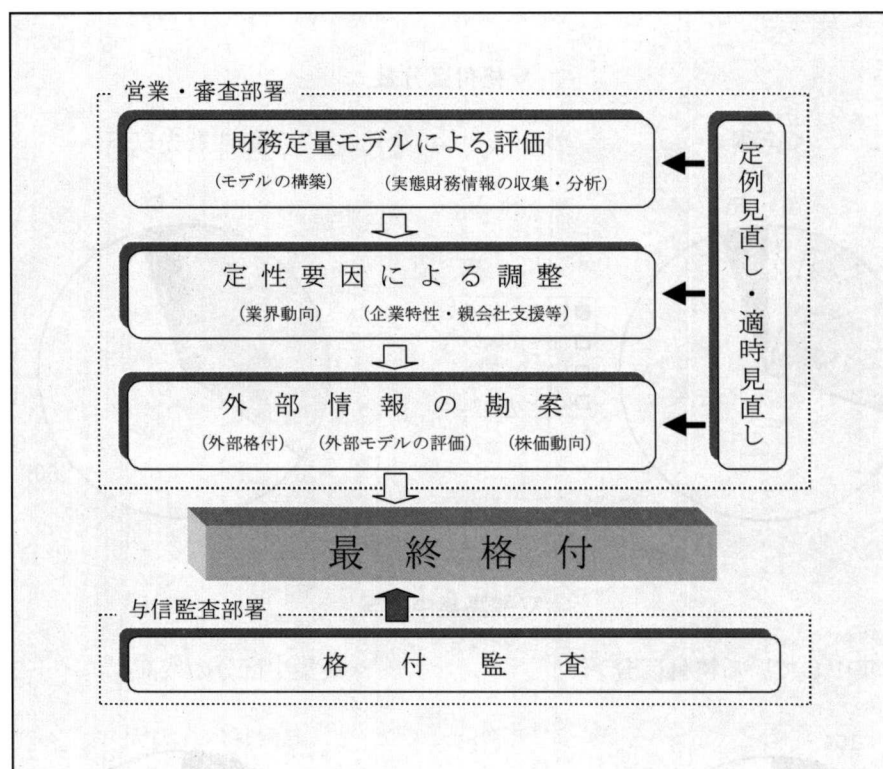 営業・審査部署
財務定量モデルによる評価
(モデルの構築) (実態財務情報の収集・分析)
定性要因による調整
(業界動向) (企業特性・親会社支援等)
外部情報の勘案
(外部格付) (外部モデルの評価) (株価動向)
定例見直し・適時見直し
最終格付
与信監査部署
格付監査